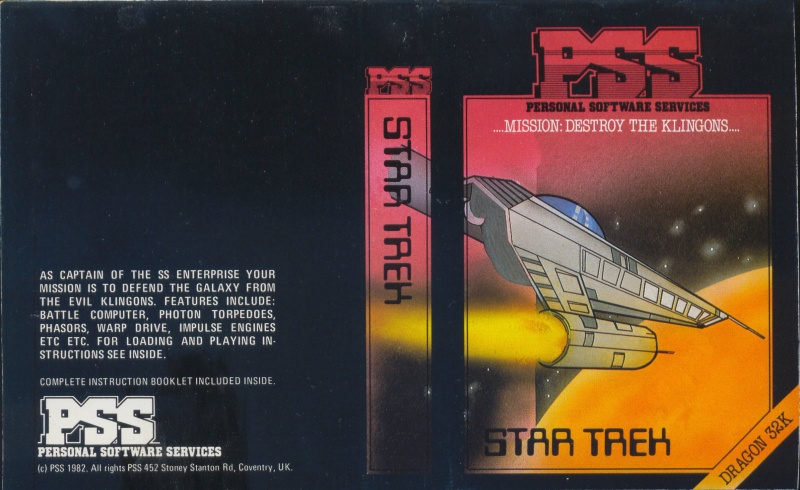 AS CAPTAIN OF THE SS ENTERPRISE YOUR
MISSION IS TO DEFEND THE GALAXY FROM
THE EVIL KLINGONS. FEATURES INCLUDE:
BATTLE COMPUTER, PHOTON TORPEDOES,
PHASORS, WARP DRIVE, IMPULSE ENGINES
ETC ETC. FOR LOADING AND PLAYING IN-
STRUCTIONS SEE INSIDE.
COMPLETE INSTRUCTION BOOKLET INCLUDED INSIDE.
PSS
PERSONAL SOFTWARE SERVICES
(c) PSS 1982, All rights PSS 452 Stoney Stanton Rd, Coventry, UK.
PSS
STAR TREK
PSS
PERSONAL SOFTWARE SERVICES
....MISSION: DESTROY THE KLINGONS....
STAR TREK
DRAGON 32K